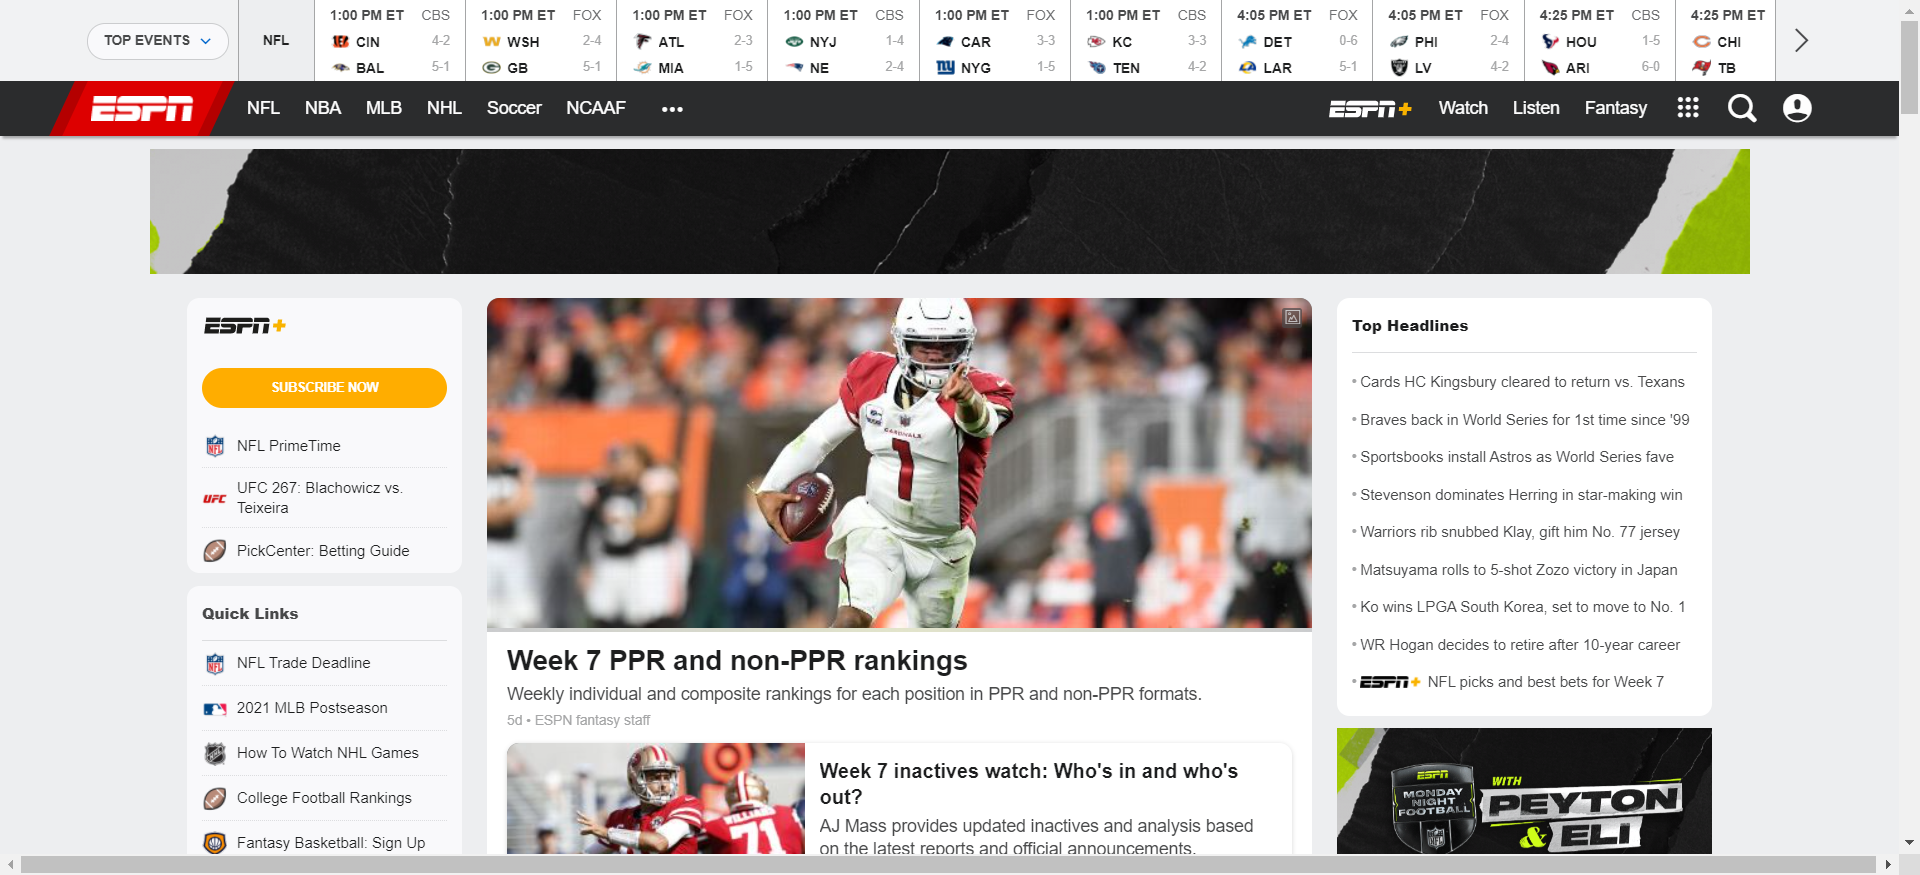 TOP EVENTS
NFL
1:00 PM ET CBS
CIN 4-2
BAL 5-1
1:00 PM ET FOX
WSH 2-4
GB 5-1
1:00 PM ET FOX
ATL 2-3
MIA 1-5
1:00 PM ET CBS
NYJ 1-4
NE 2-4
1:00 PM ET FOX
CAR 3-3
NYG 1-5
1:00 PM ET CBS
KC 3-3
TEN 4-2
4:05 PM ET FOX
DET 0-6
LAR 5-1
4:05 PM ET FOX
PHI 2-4
LV 4-2
4:25 PM ET CBS
HOU 1-5
ARI 6-0
4:25 PM ET
CHI
TB
ESPN NFL NBA MLB NHL Soccer NCAAF ••• ESPN+ Watch Listen Fantasy
ESPN+
SUBSCRIBE NOW
NFL PrimeTime
UFC UFC 267: Blachowicz vs.
Teixeira
PickCenter: Betting Guide
Quick Links
NFL Trade Deadline
2021 MLB Postseason
How To Watch NHL Games
College Football Rankings
Fantasy Basketball: Sign Up
CARDINALS
1
Week 7 PPR and non-PPR rankings
Weekly individual and composite rankings for each position in PPR and non-PPR formats.
5d • ESPN fantasy staff
WILLIAMS
71
Week 7 inactives watch: Who's in and who's
out?
AJ Mass provides updated inactives and analysis based
on the latest reports and official announcements.
Top Headlines
• Cards HC Kingsbury cleared to return vs. Texans
• Braves back in World Series for 1st time since '99
• Sportsbooks install Astros as World Series fave
• Stevenson dominates Herring in star-making win
• Warriors rib snubbed Klay, gift him No. 77 jersey
• Matsuyama rolls to 5-shot Zozo victory in Japan
• Ko wins LPGA South Korea, set to move to No. 1
• WR Hogan decides to retire after 10-year career
• ESPN+ NFL picks and best bets for Week 7
ESPN
MONDAY
NIGHT
FOOTBALL
NFL
WITH
PEYTON
& ELI